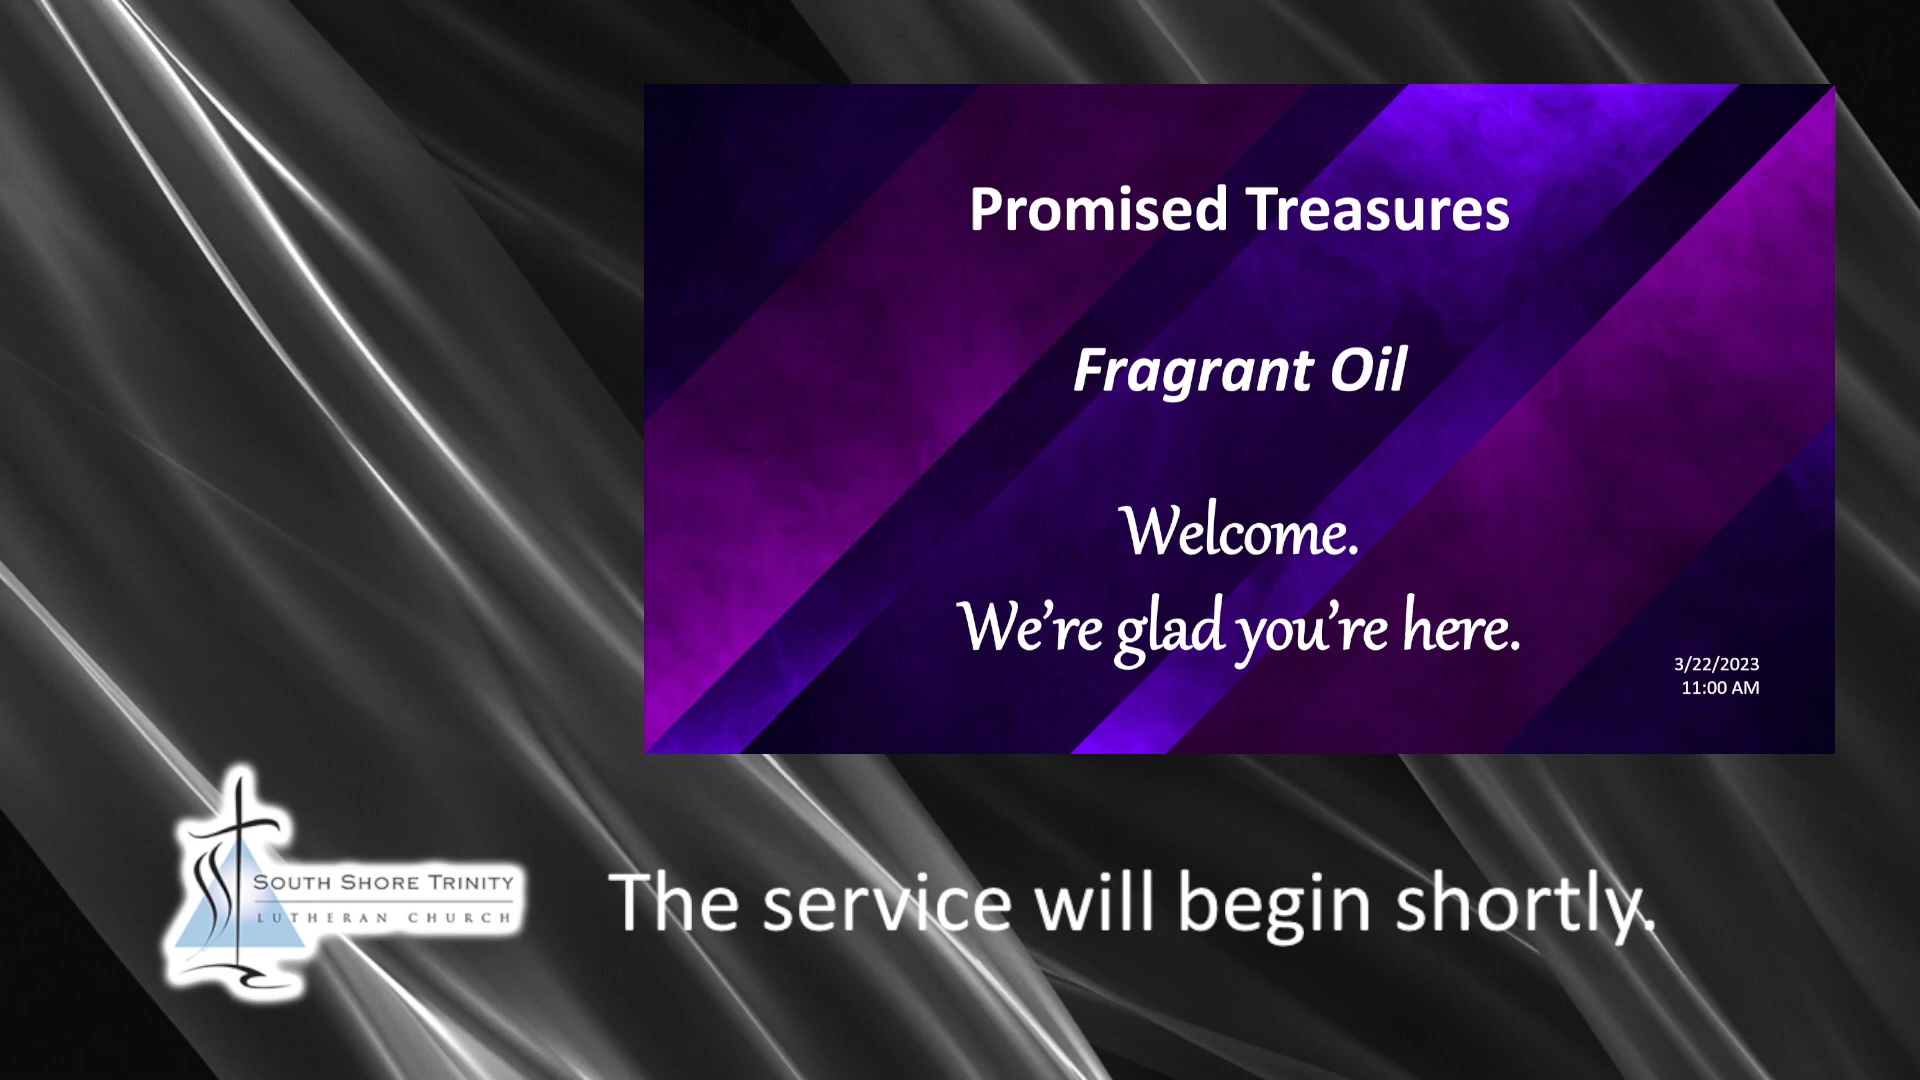 Promised Treasures
Fragrant Oil
Welcome.
We’re glad you’re here.
3/22/2023
11:00 AM
SOUTH SHORE TRINITY
LUTHERAN CHURCH
The service will begin shortly.